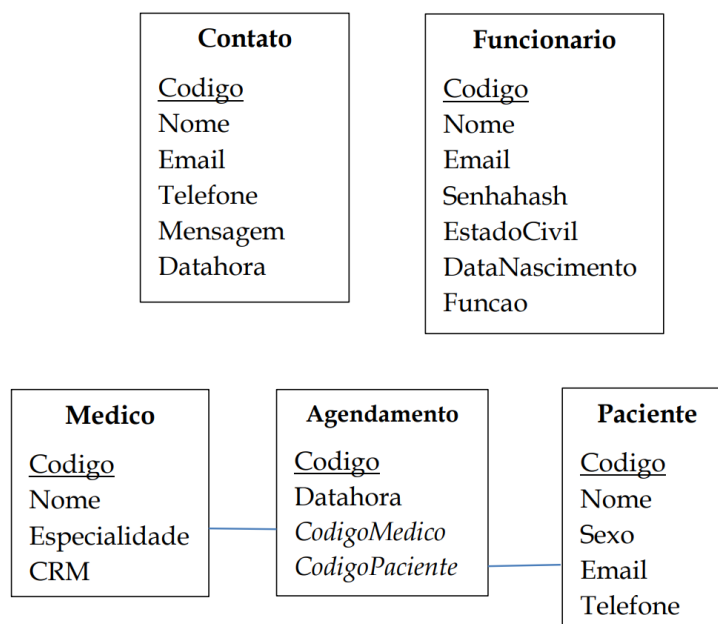 Contato
Codigo
Nome
Email
Telefone
Mensagem
Datahora
Funcionario
Codigo
Nome
Email
Senhahash
EstadoCivil
DataNascimento
Funcao
Medico
Codigo
Nome
Especialidade
CRM
Agendamento
Codigo
Datahora
CodigoMedico
CodigoPaciente
Paciente
Codigo
Nome
Sexo
Email
Telefone